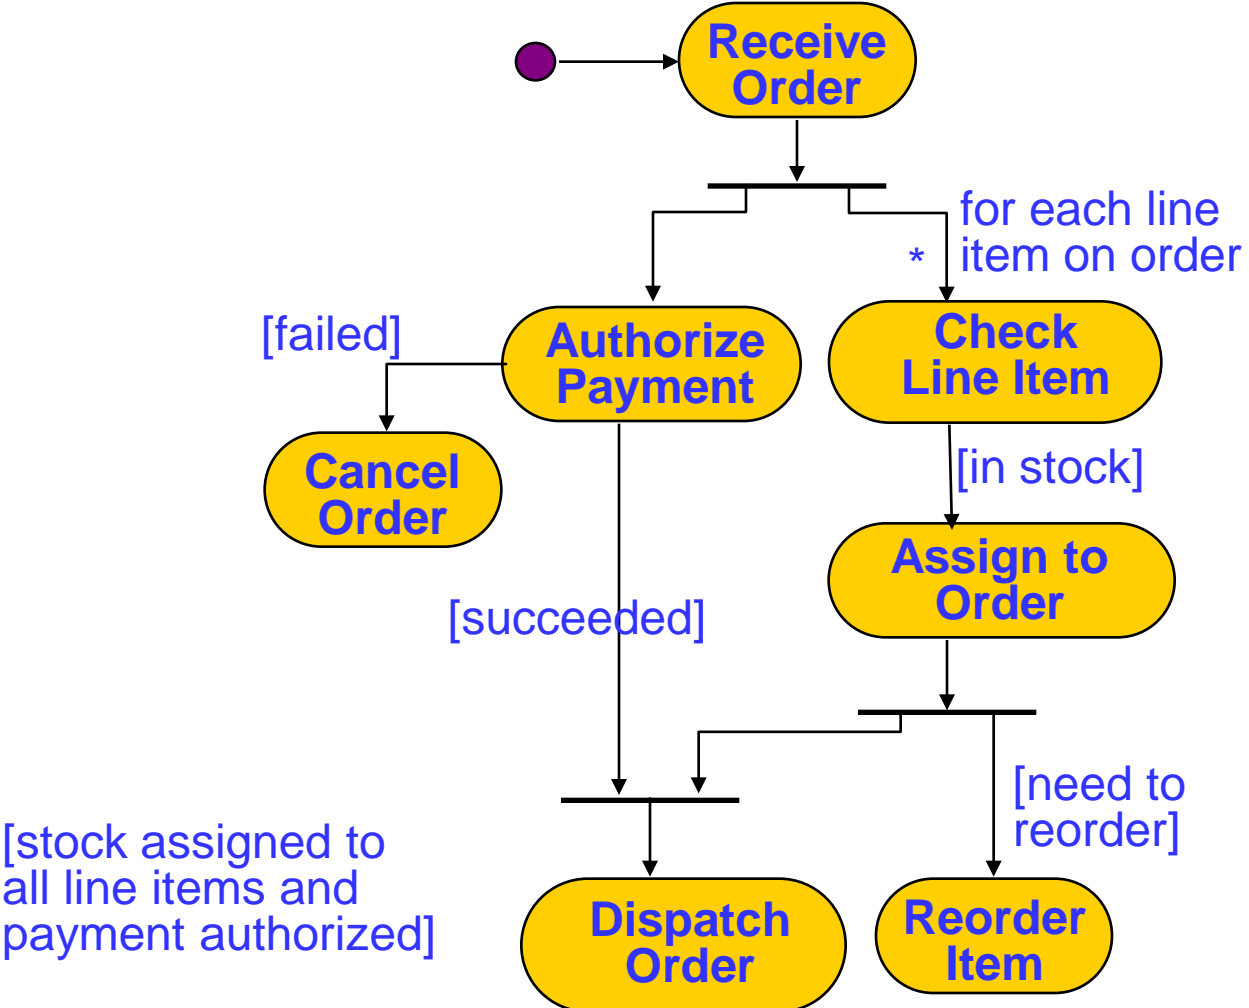 Receive
Order
for each line
* item on order
[failed]
Authorize
Payment
Check
Line Item
Cancel
Order
[in stock]
Assign to
Order
[succeeded]
[need to
reorder]
[stock assigned to
all line items and
payment authorized]
Dispatch
Order
Reorder
Item